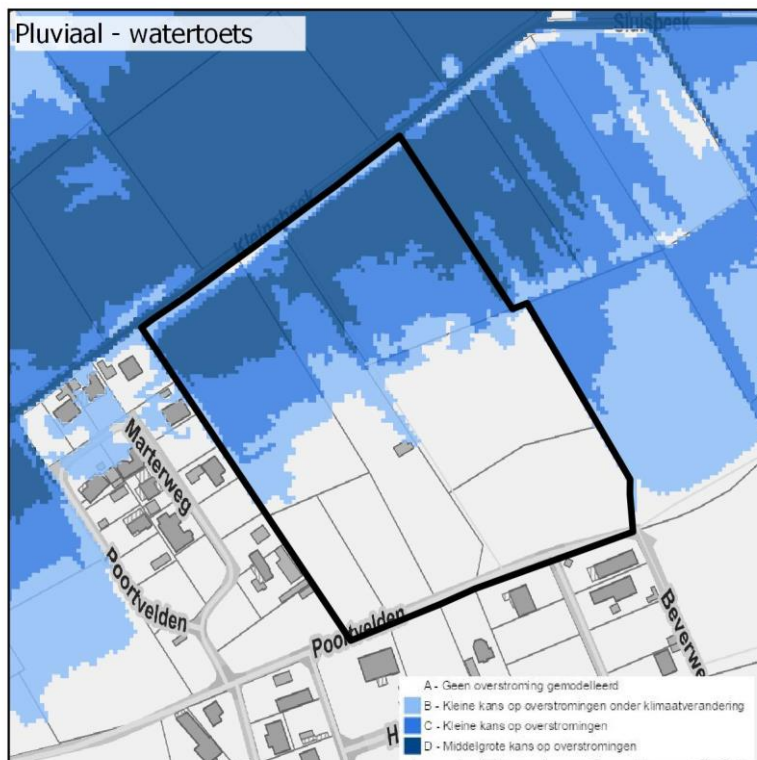 Pluviaal - watertoets
Sluisbeek
Kleinebeek
Marterweg
Poortvelden
Poortvelden
H
A - Geen overstroming gemodelleerd
B - Kleine kans op overstromingen onder klimaatverandering
C - Kleine kans op overstromingen
D - Middelgrote kans op overstromingen